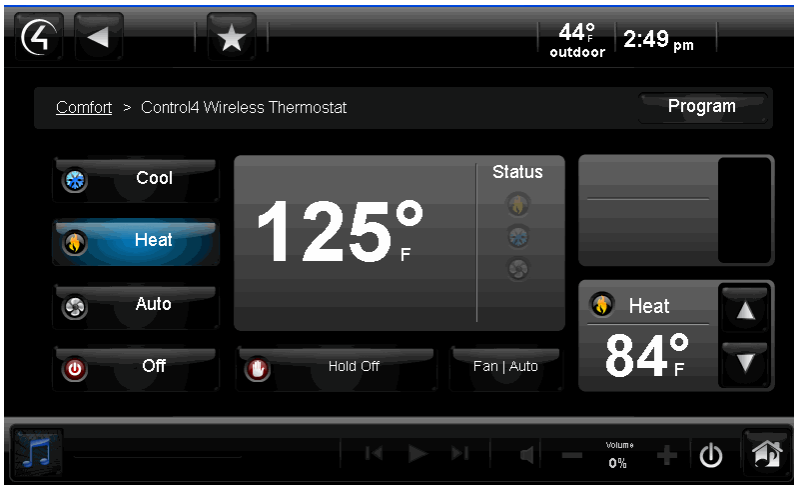 44°F
outdoor
2:49 pm
Comfort > Control4 Wireless Thermostat
Program
Cool
Heat
Auto
Off
125°F
Status
Hold Off
Fan | Auto
Heat
84°F
Volume
0%